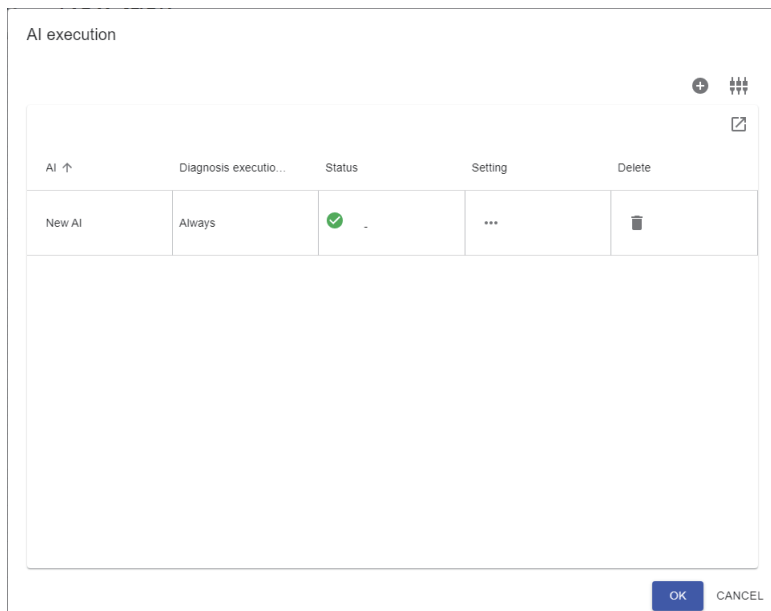 AI execution
AI Diagnosis executio... Status Setting Delete
New AI Always -
OK CANCEL